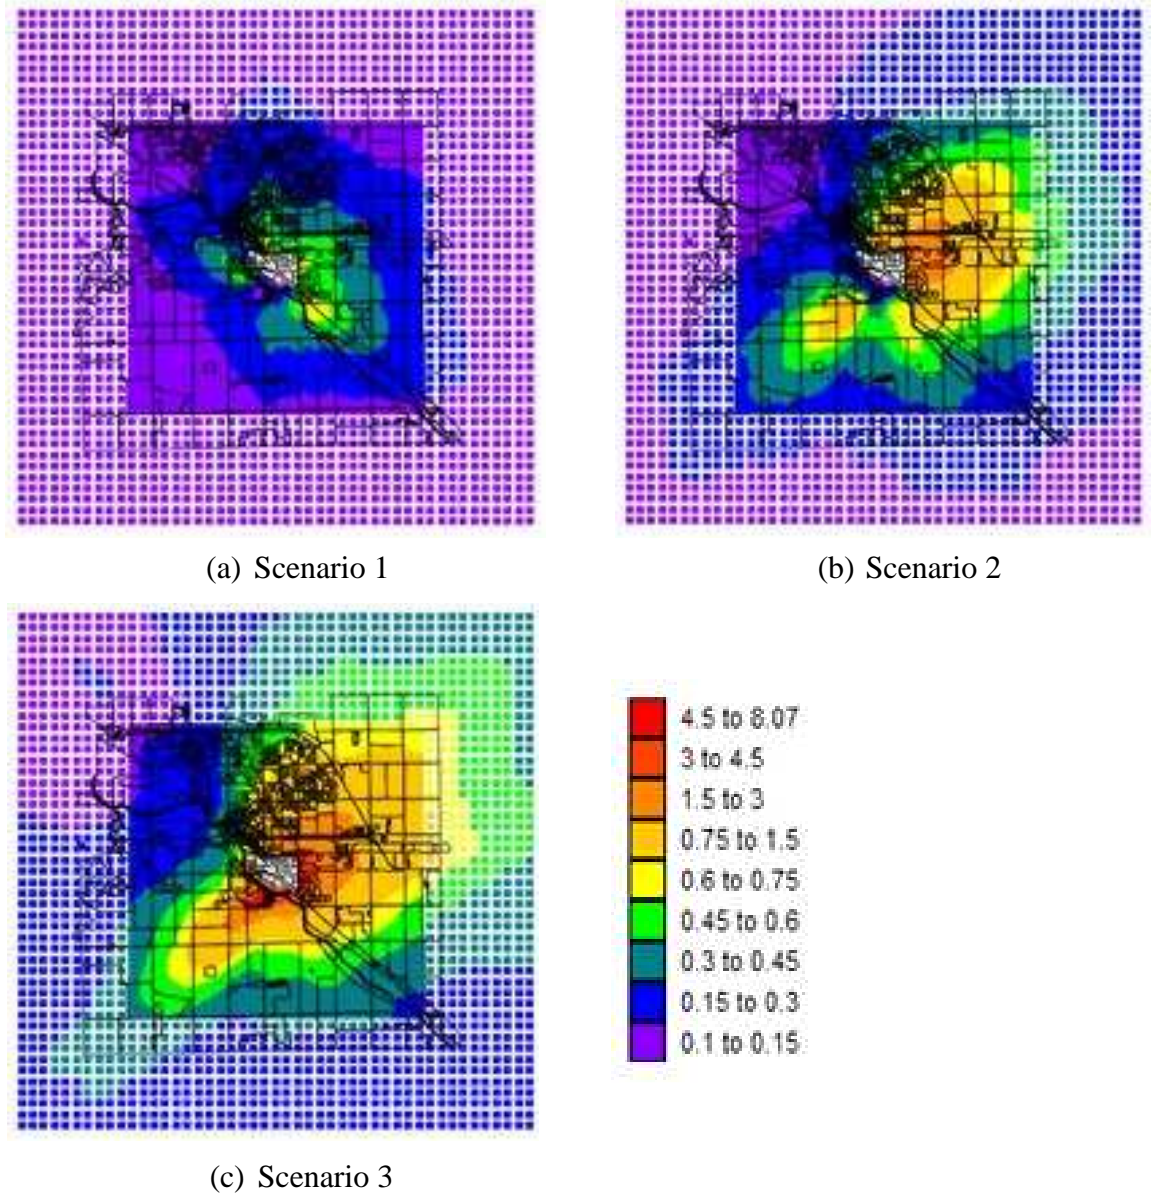 (a) Scenario 1
(b) Scenario 2
4.5 to 8.07
3 to 4.5
1.5 to 3
0.75 to 1.5
0.6 to 0.75
0.45 to 0.6
0.3 to 0.45
0.15 to 0.3
0.1 to 0.15
(c) Scenario 3